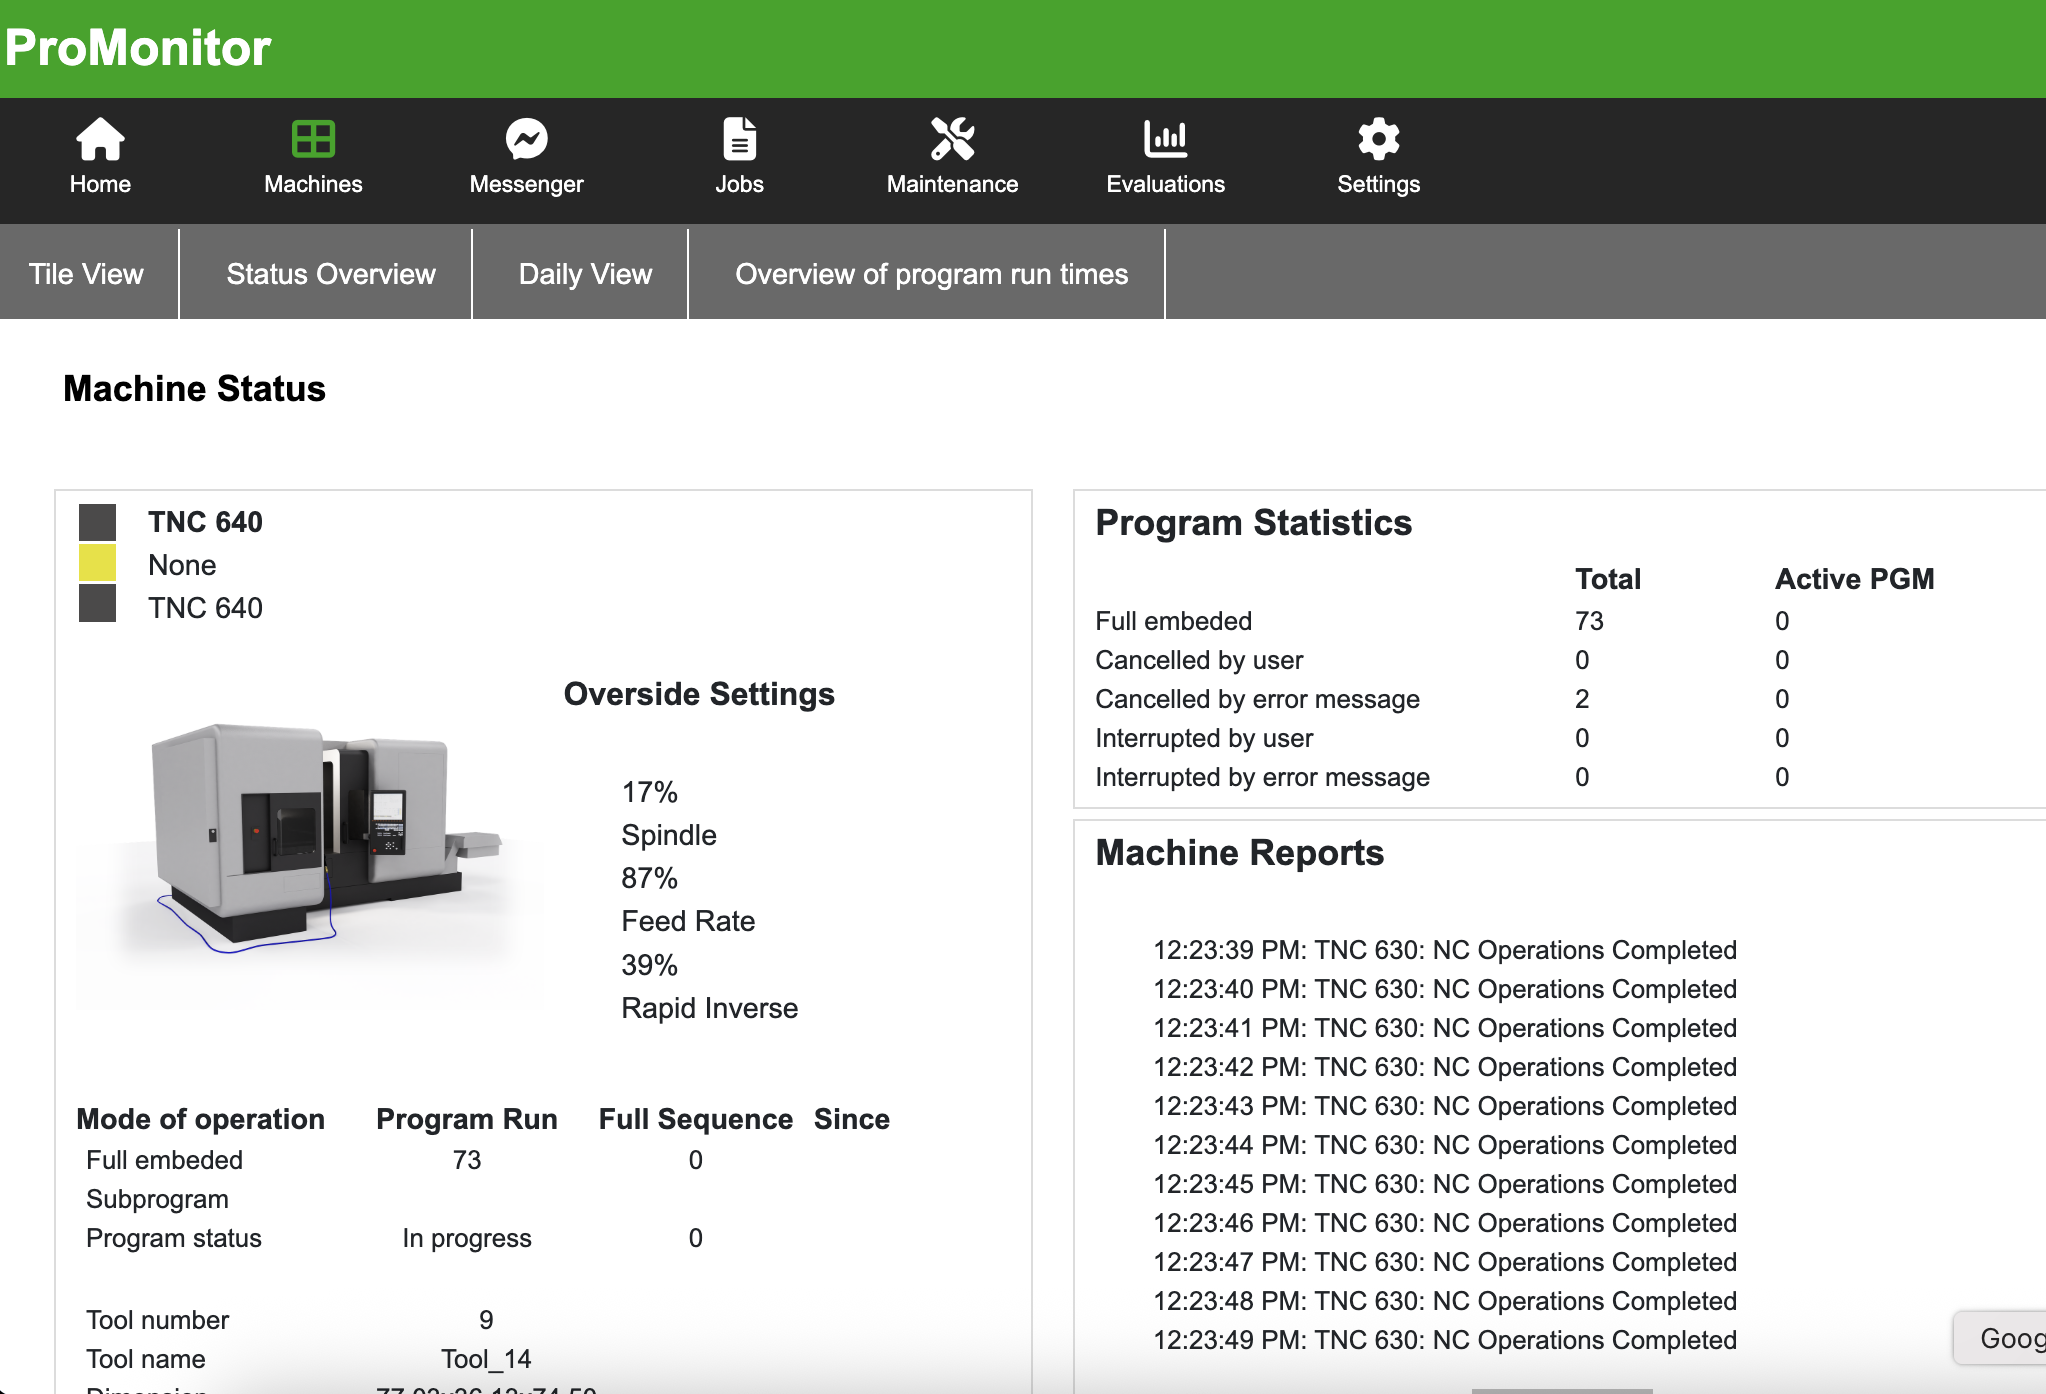 ProMonitor
Home
Machines
Messenger
Jobs
Maintenance
Evaluations
Settings
Tile View
Status Overview
Daily View
Overview of program run times
Machine Status
TNC 640
None
TNC 640
Overside Settings
17%
Spindle
87%
Feed Rate
39%
Rapid Inverse
Mode of operation Program Run Full Sequence Since
Full embeded 73 0
Subprogram
Program status In progress 0
Tool number 9
Tool name Tool_14
Program Statistics
Total Active PGM
Full embeded 73 0
Cancelled by user 0 0
Cancelled by error message 2 0
Interrupted by user 0 0
Interrupted by error message 0 0
Machine Reports
12:23:39 PM: TNC 630: NC Operations Completed
12:23:40 PM: TNC 630: NC Operations Completed
12:23:41 PM: TNC 630: NC Operations Completed
12:23:42 PM: TNC 630: NC Operations Completed
12:23:43 PM: TNC 630: NC Operations Completed
12:23:44 PM: TNC 630: NC Operations Completed
12:23:45 PM: TNC 630: NC Operations Completed
12:23:46 PM: TNC 630: NC Operations Completed
12:23:47 PM: TNC 630: NC Operations Completed
12:23:48 PM: TNC 630: NC Operations Completed
12:23:49 PM: TNC 630: NC Operations Completed
Goog